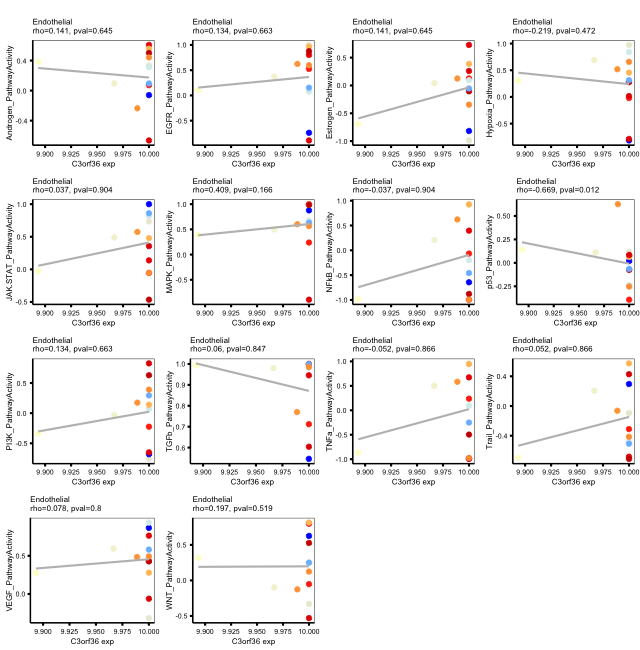 Endothelial
rho=0.141, pval=0.645
Androgen_PathwayActivity
0.4
0.0
-0.4
9.900 9.925 9.950 9.975 10.000
C3orf36 exp
Endothelial
rho=0.134, pval=0.663
EGFR_PathwayActivity
1.0
0.5
0.0
-0.5
9.900 9.925 9.950 9.975 10.000
C3orf36 exp
Endothelial
rho=0.141, pval=0.645
Estrogen_PathwayActivity
0.5
0.0
-0.5
-1.0
9.900 9.925 9.950 9.975 10.000
C3orf36 exp
Endothelial
rho=-0.219, pval=0.472
Hypoxia_PathwayActivity
1.0
0.5
0.0
-0.5
9.900 9.925 9.950 9.975 10.000
C3orf36 exp
Endothelial
rho=0.037, pval=0.904
JAK.STAT_PathwayActivity
1.0
0.5
0.0
-0.5
9.900 9.925 9.950 9.975 10.000
C3orf36 exp
Endothelial
rho=0.409, pval=0.166
MAPK_PathwayActivity
1.0
0.5
0.0
-0.5
9.900 9.925 9.950 9.975 10.000
C3orf36 exp
Endothelial
rho=-0.037, pval=0.904
NFkB_PathwayActivity
1.0
0.5
0.0
-0.5
-1.0
9.900 9.925 9.950 9.975 10.000
C3orf36 exp
Endothelial
rho=-0.669, pval=0.012
p53_PathwayActivity
0.50
0.25
0.00
-0.25
9.900 9.925 9.950 9.975 10.000
C3orf36 exp
Endothelial
rho=0.134, pval=0.663
PI3K_PathwayActivity
0.5
0.0
-0.5
9.900 9.925 9.950 9.975 10.000
C3orf36 exp
Endothelial
rho=0.06, pval=0.847
TGFb_PathwayActivity
1.0
0.9
0.8
0.7
0.6
9.900 9.925 9.950 9.975 10.000
C3orf36 exp
Endothelial
rho=-0.052, pval=0.866
TNFa_PathwayActivity
1.0
0.5
0.0
-0.5
-1.0
9.900 9.925 9.950 9.975 10.000
C3orf36 exp
Endothelial
rho=0.052, pval=0.866
Trail_PathwayActivity
0.4
0.0
-0.4
9.900 9.925 9.950 9.975 10.000
C3orf36 exp
Endothelial
rho=0.078, pval=0.8
VEGF_PathwayActivity
0.5
0.0
9.900 9.925 9.950 9.975 10.000
C3orf36 exp
Endothelial
rho=0.197, pval=0.519
WNT_PathwayActivity
0.5
0.0
-0.5
9.900 9.925 9.950 9.975 10.000
C3orf36 exp